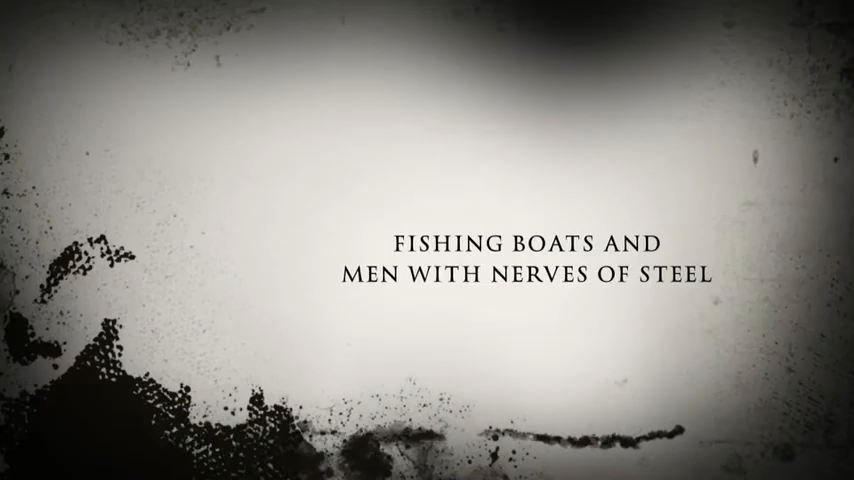 FISHING BOATS AND
MEN WITH NERVES OF STEEL